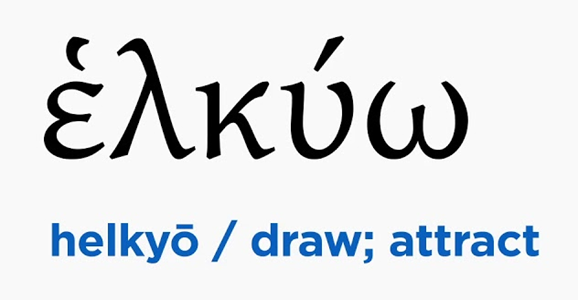 ἑλκύω
helkyō / draw; attract